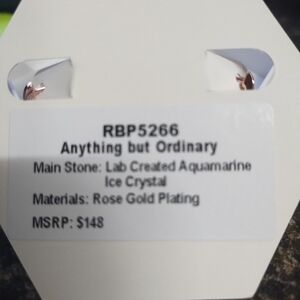 RBP5266
Anything but Ordinary
Main Stone: Lab Created Aquamarine
Ice Crystal
Materials: Rose Gold Plating
MSRP: $148